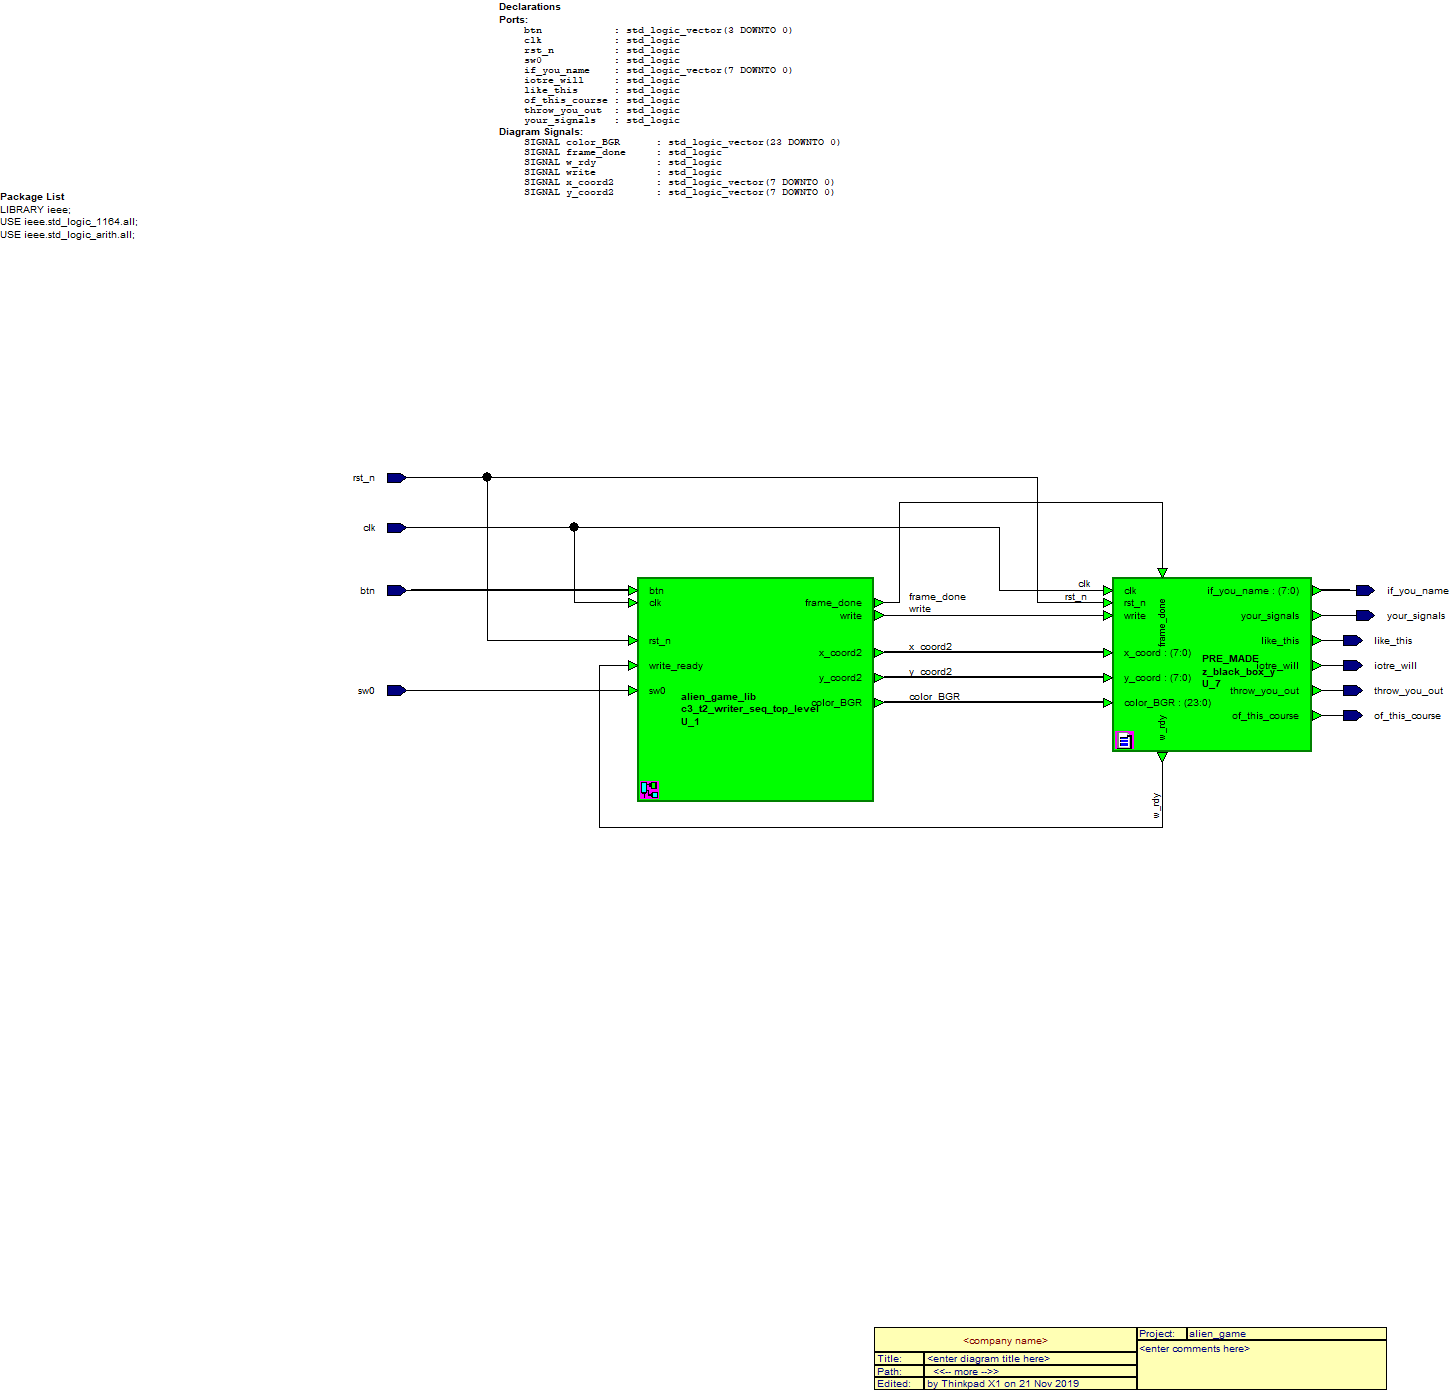 Declarations
Ports:
btn : std_logic_vector(3 DOWNTO 0)
clk : std_logic
rst_n : std_logic
sw0 : std_logic
if_you_name : std_logic_vector(7 DOWNTO 0)
iotre_will : std_logic
like_this : std_logic
of_this_course : std_logic
throw_you_out : std_logic
your_signals : std_logic
Diagram Signals:
SIGNAL color_BGR : std_logic_vector(23 DOWNTO 0)
SIGNAL frame_done : std_logic
SIGNAL w_rdy : std_logic
SIGNAL write : std_logic
SIGNAL x_coord2 : std_logic_vector(7 DOWNTO 0)
SIGNAL y_coord2 : std_logic_vector(7 DOWNTO 0)
Package List
LIBRARY ieee;
USE ieee.std_logic_1164.all;
USE ieee.std_logic_arith.all;
rst_n
clk
btn
sw0
btn
clk
rst_n
write_ready
sw0
frame_done
write
x_coord2
y_coord2
color_BGR
alien_game_lib
c3_t2_writer_seq_top_level
U_1
frame_done
write
x_coord2
y_coord2
color_BGR
clk
rst_n
clk
rst_n
write
x_coord : (7:0)
y_coord : (7:0)
color_BGR : (23:0)
frame_done
w_rdy
PRE_MADE
z_black_box_y
U_7
if_you_name : (7:0)
your_signals
like_this
iotre_will
throw_you_out
of_this_course
if_you_name
your_signals
like_this
iotre_will
throw_you_out
of_this_course
w_rdy
<company name>
Title: <enter diagram title here>
Path: <<-- more -->>
Edited: by Thinkpad X1 on 21 Nov 2019
Project: alien_game
<enter comments here>